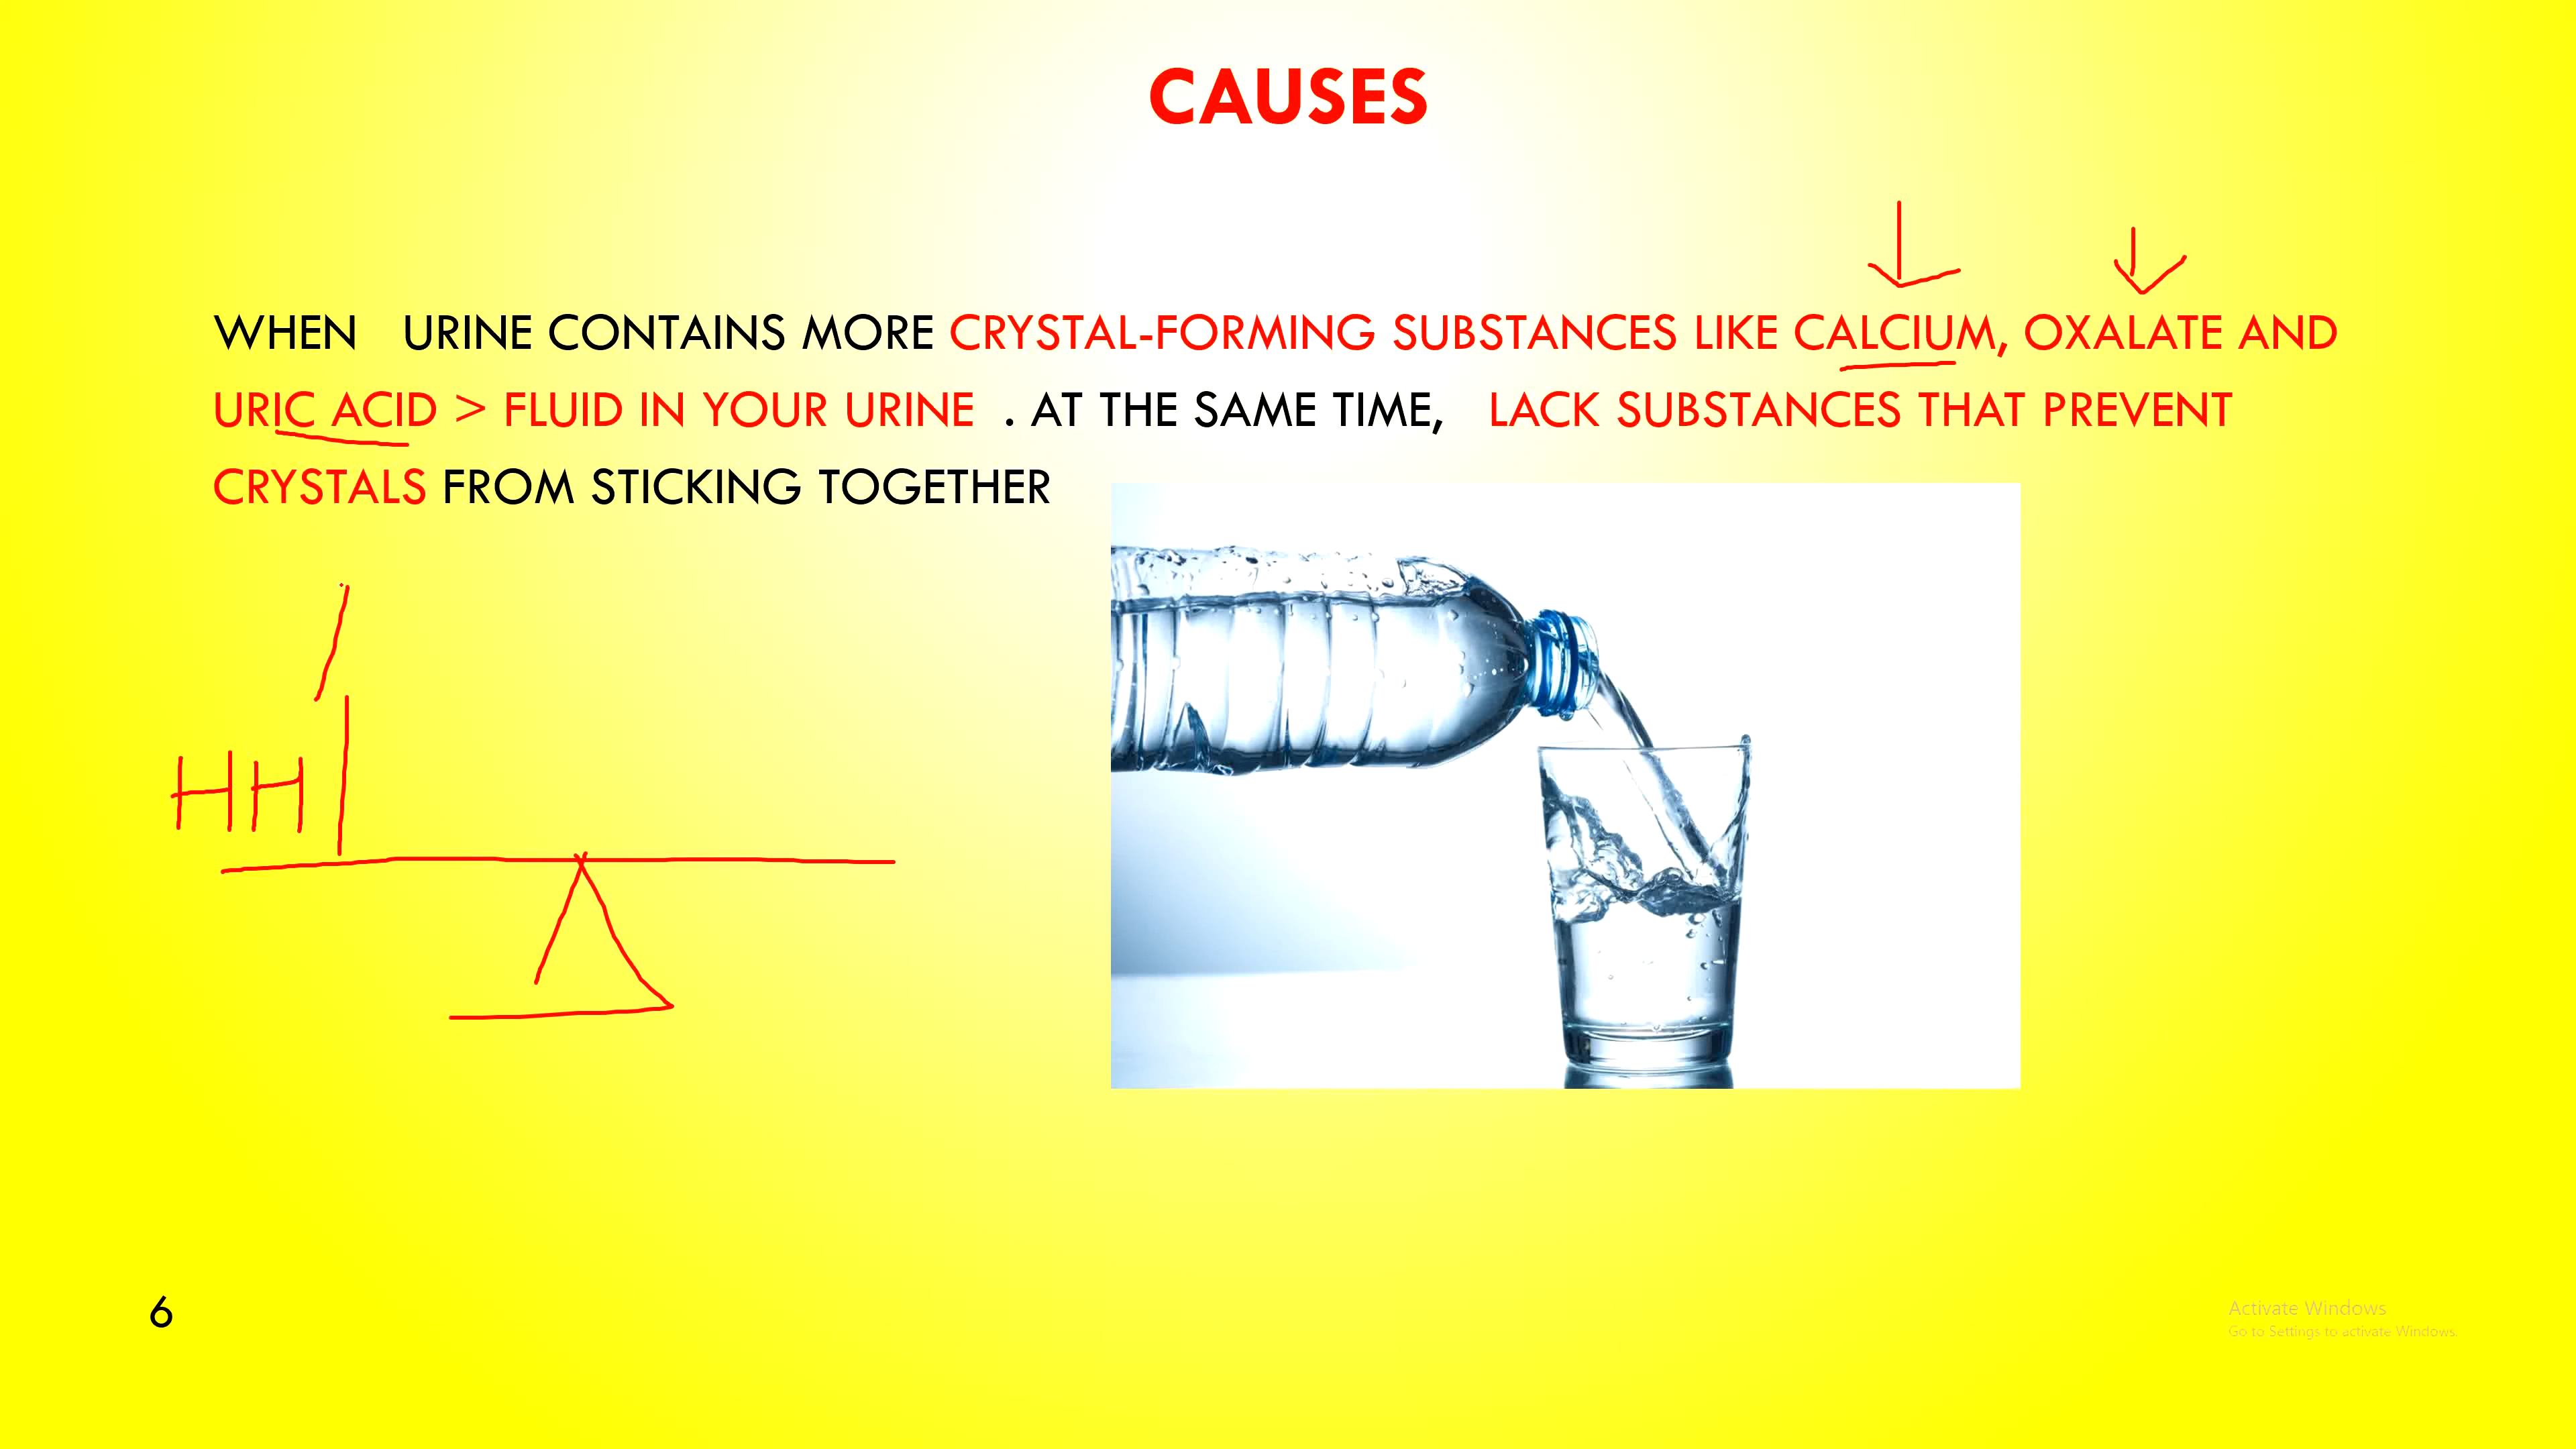 CAUSES
WHEN URINE CONTAINS MORE CRYSTAL-FORMING SUBSTANCES LIKE CALCIUM, OXALATE AND
URIC ACID > FLUID IN YOUR URINE . AT THE SAME TIME, LACK SUBSTANCES THAT PREVENT
CRYSTALS FROM STICKING TOGETHER
HH
6
Activate Windows
Go to Settings to activate Windows.